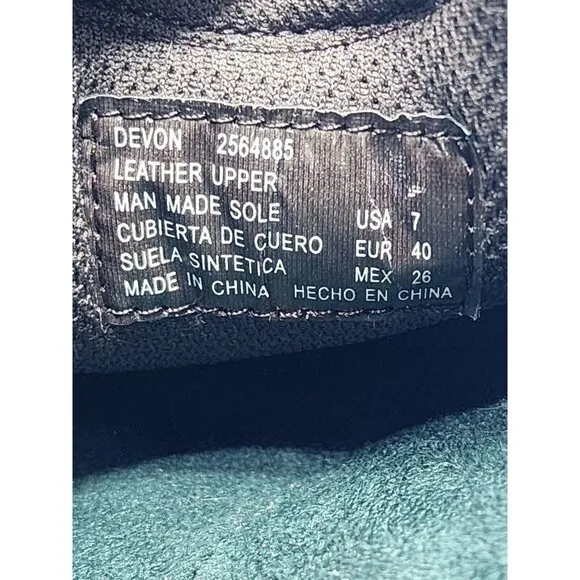 DEVON 2564885
LEATHER UPPER
MAN MADE SOLE USA 7
CUBIERTA DE CUERO EUR 40
SUELA SINTETICA MEX 26
MADE IN CHINA HECHO EN CHINA